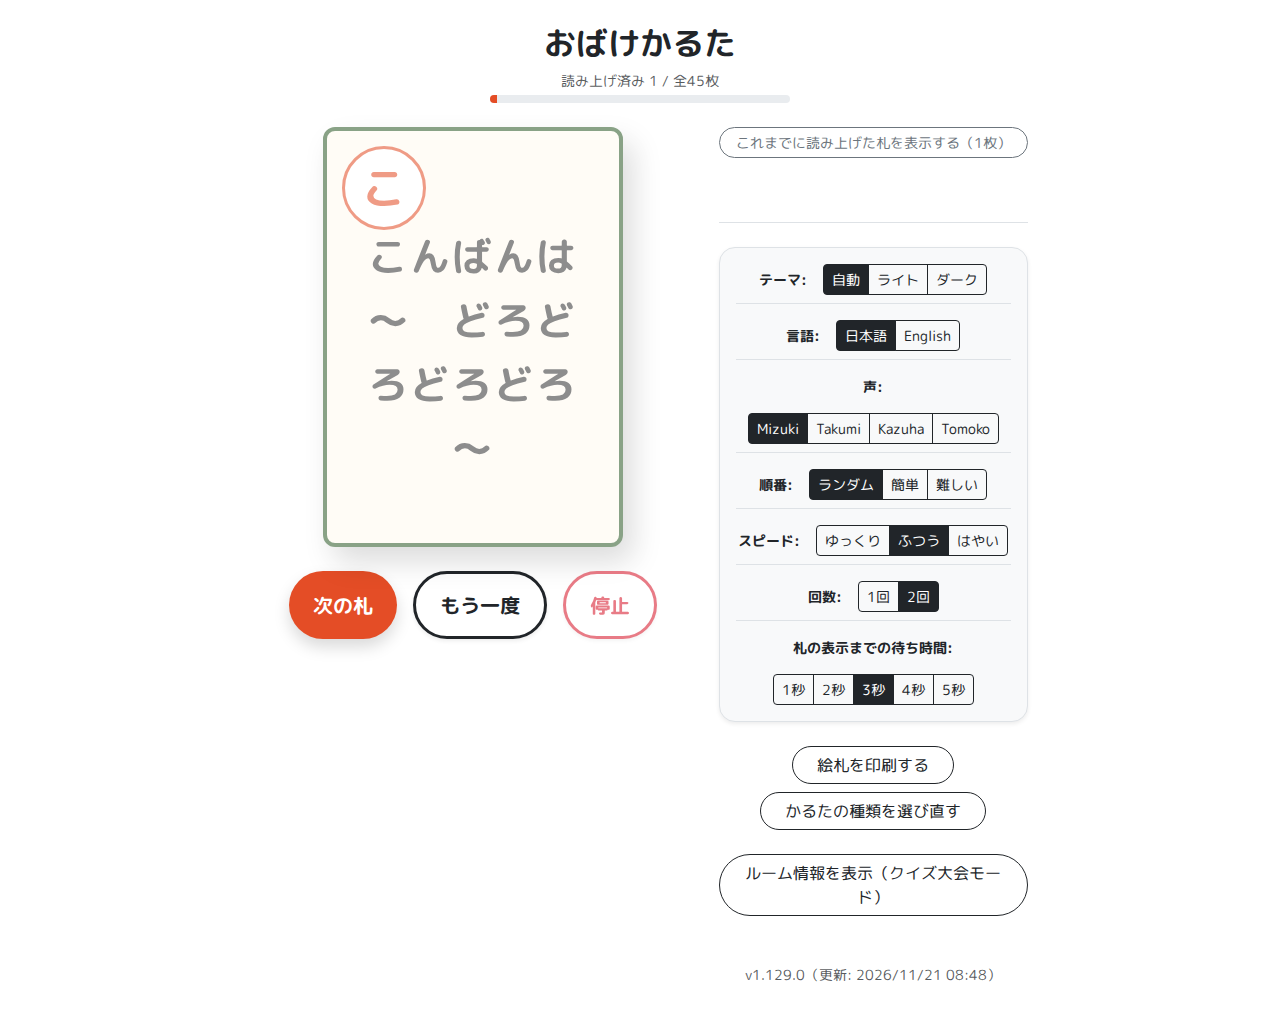 おばけかるた
読み上げ済み 1 / 全45枚
こ
こんばんは
～　どろど
ろどろどろ
～
次の札
もう一度
停止
これまでに読み上げた札を表示する（1枚）
テーマ: 自動 ライト ダーク
言語: 日本語 English
声:
Mizuki Takumi Kazuha Tomoko
順番: ランダム 簡単 難しい
スピード: ゆっくり ふつう はやい
回数: 1回 2回
札の表示までの待ち時間:
1秒 2秒 3秒 4秒 5秒
絵札を印刷する
かるたの種類を選び直す
ルーム情報を表示（クイズ大会モー
ド）
v1.129.0（更新: 2026/11/21 08:48）